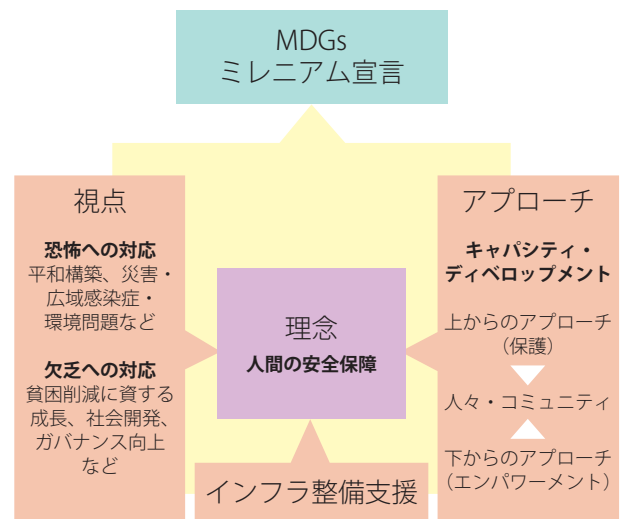 MDGs
ミレニアム宣言
視点
恐怖への対応
平和構築、災害・
広域感染症・
環境問題など
欠乏への対応
貧困削減に資する
成長、社会開発、
ガバナンス向上
など
理念
人間の安全保障
インフラ整備支援
アプローチ
キャパシティ・
ディベロップメント
上からのアプローチ
（保護）
人々・コミュニティ
下からのアプローチ
（エンパワーメント）